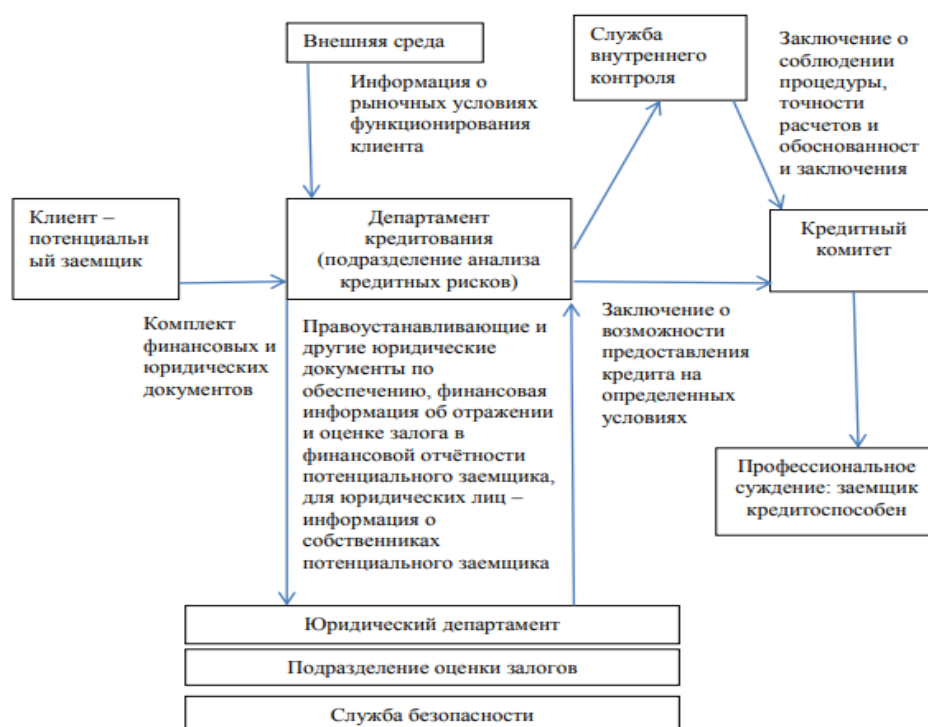 Внешняя среда
Служба
внутреннего
контроля
Заключение о
соблюдении
процедуры,
точности
расчетов и
обоснованност
и заключения
Информация о
рыночных условиях
функционирования
клиента
Клиент –
потенциальн
ый заемщик
Департамент
кредитования
(подразделение анализа
кредитных рисков)
Кредитный
комитет
Комплект
финансовых и
юридических
документов
Правоустанавливающие и
другие юридические
документы по
обеспечению, финансовая
информация об отражении
и оценке залога в
финансовой отчётности
потенциального заемщика,
для юридических лиц –
информация о
собственниках
потенциального заемщика
Заключение о
возможности
предоставления
кредита на
определенных
условиях
Профессиональное
суждение: заемщик
кредитоспособен
Юридический департамент
Подразделение оценки залогов
Служба безопасности